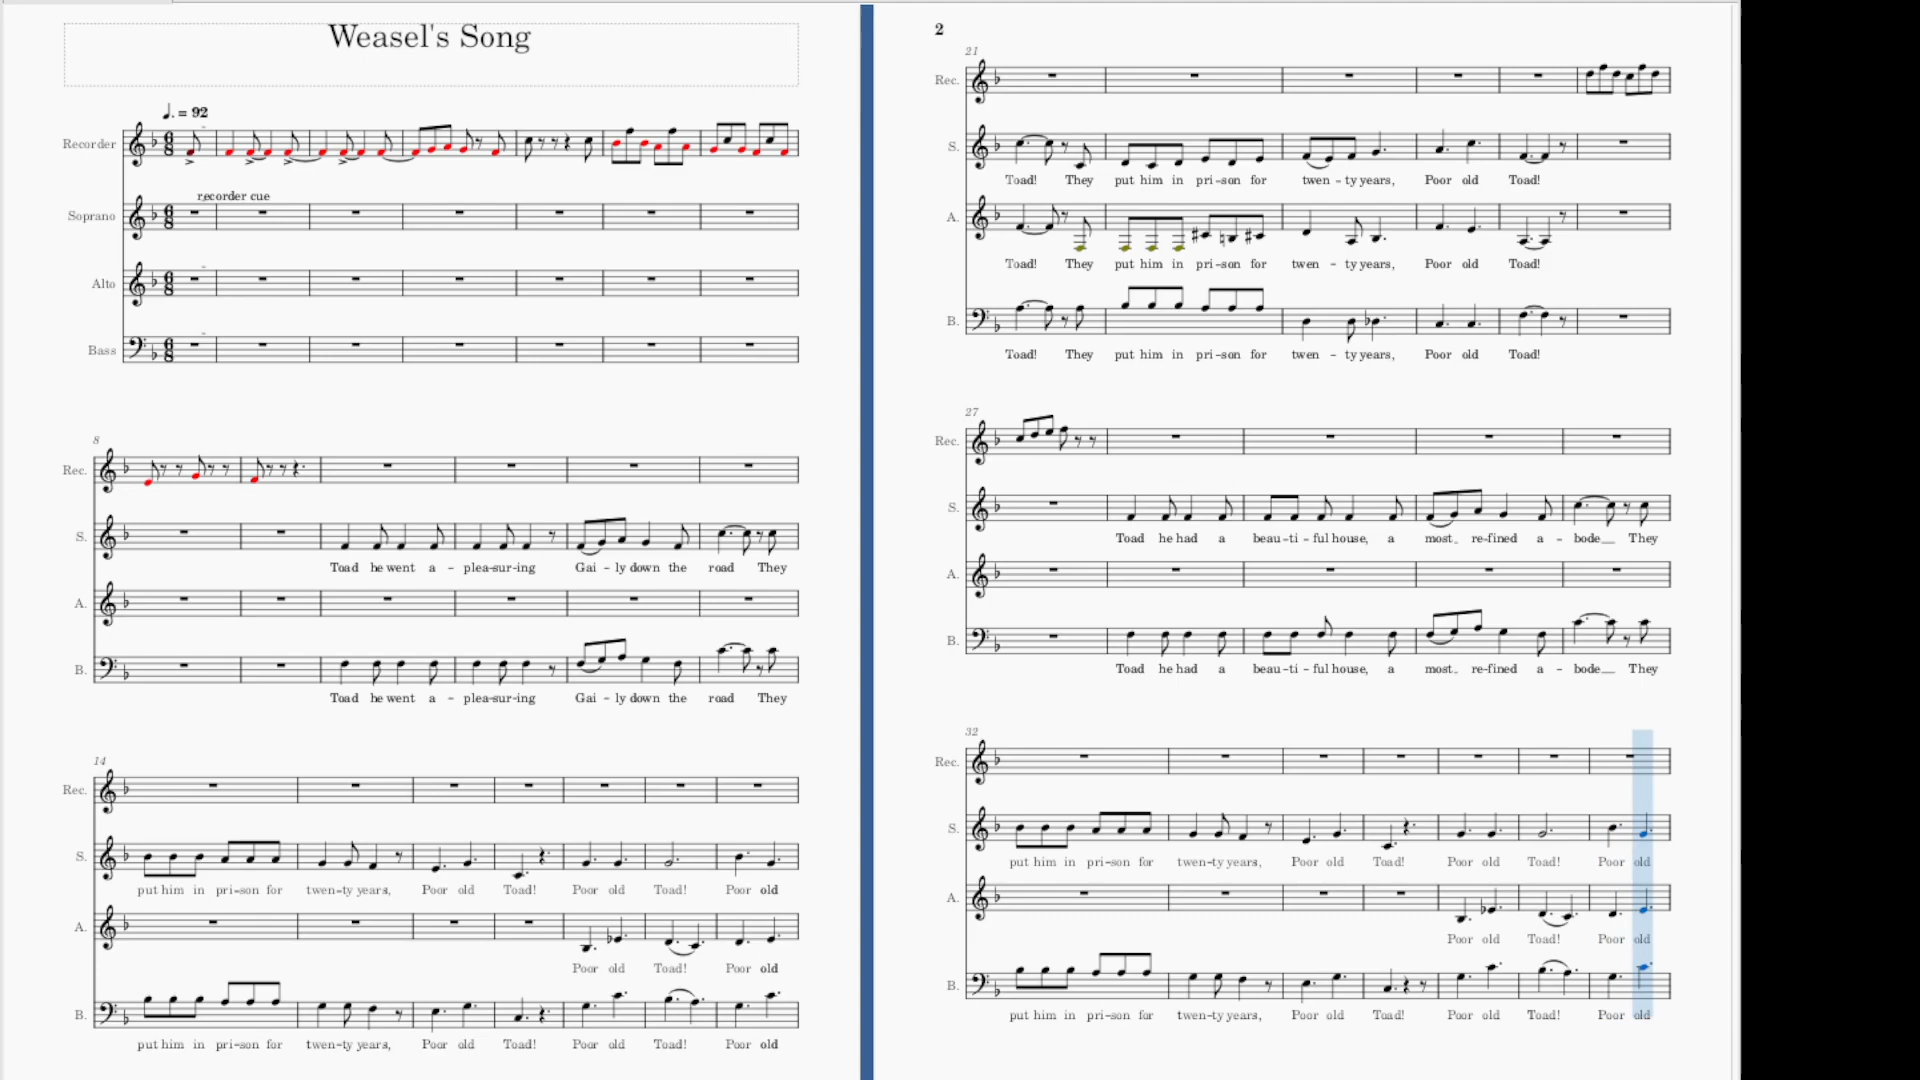 Weasel's Song
♩. = 92
Recorder
recorder cue
Soprano
Alto
Bass
8
Rec.
S.
Toad he went a - plea-sur-ing Gai - ly down the road They
A.
B.
Toad he went a - plea-sur-ing Gai - ly down the road They
14
Rec.
S.
put him in pri-son for twen-ty years, Poor old Toad! Poor old Toad! Poor old
A.
Poor old Toad! Poor old
B.
put him in pri-son for twen-ty years, Poor old Toad! Poor old Toad! Poor old
2
21
Rec.
S.
Toad! They put him in pri-son for twen-ty years, Poor old Toad!
A.
Toad! They put him in pri-son for twen - ty years, Poor old Toad!
B.
Toad! They put him in pri-son for twen - ty years, Poor old Toad!
27
Rec.
S.
Toad he had a beau-ti-ful house, a most_ re-fined a - bode__ They
A.
B.
Toad he had a beau-ti-ful house, a most_ re-fined a - bode__ They
32
Rec.
S.
put him in pri-son for twen-ty years, Poor old Toad! Poor old Toad! Poor old
A.
Poor old Toad! Poor old
B.
put him in pri-son for twen-ty years, Poor old Toad! Poor old Toad! Poor old